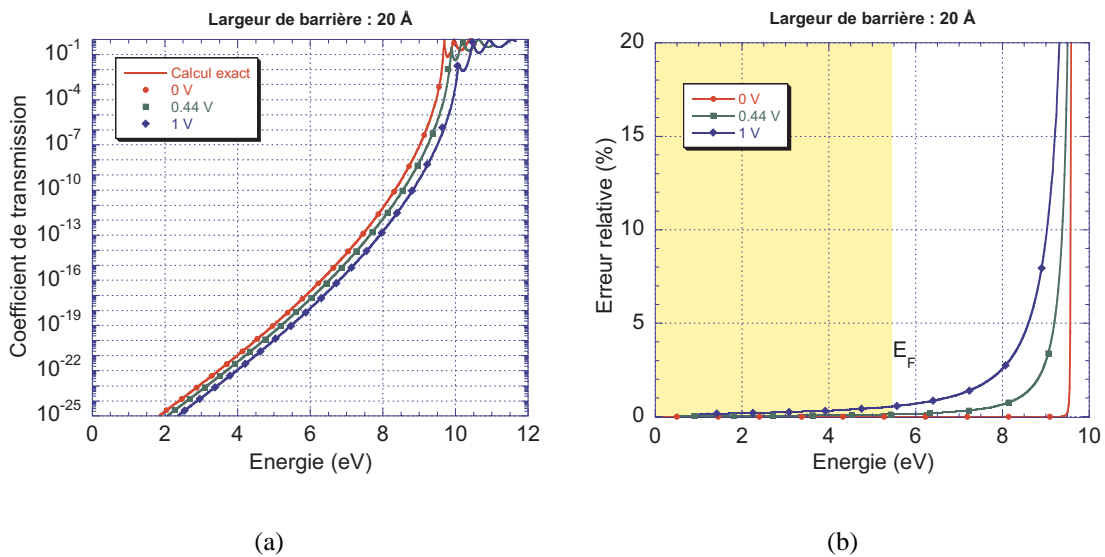 Largeur de barrière : 20 Å
Coefficient de transmission
10^-1
10^-4
10^-7
10^-10
10^-13
10^-16
10^-19
10^-22
10^-25
Calcul exact
0 V
0.44 V
1 V
0 2 4 6 8 10 12
Energie (eV)
(a)
Largeur de barrière : 20 Å
Erreur relative (%)
20
15
10
5
0
0 V
0.44 V
1 V
E_F
0 2 4 6 8 10
Energie (eV)
(b)